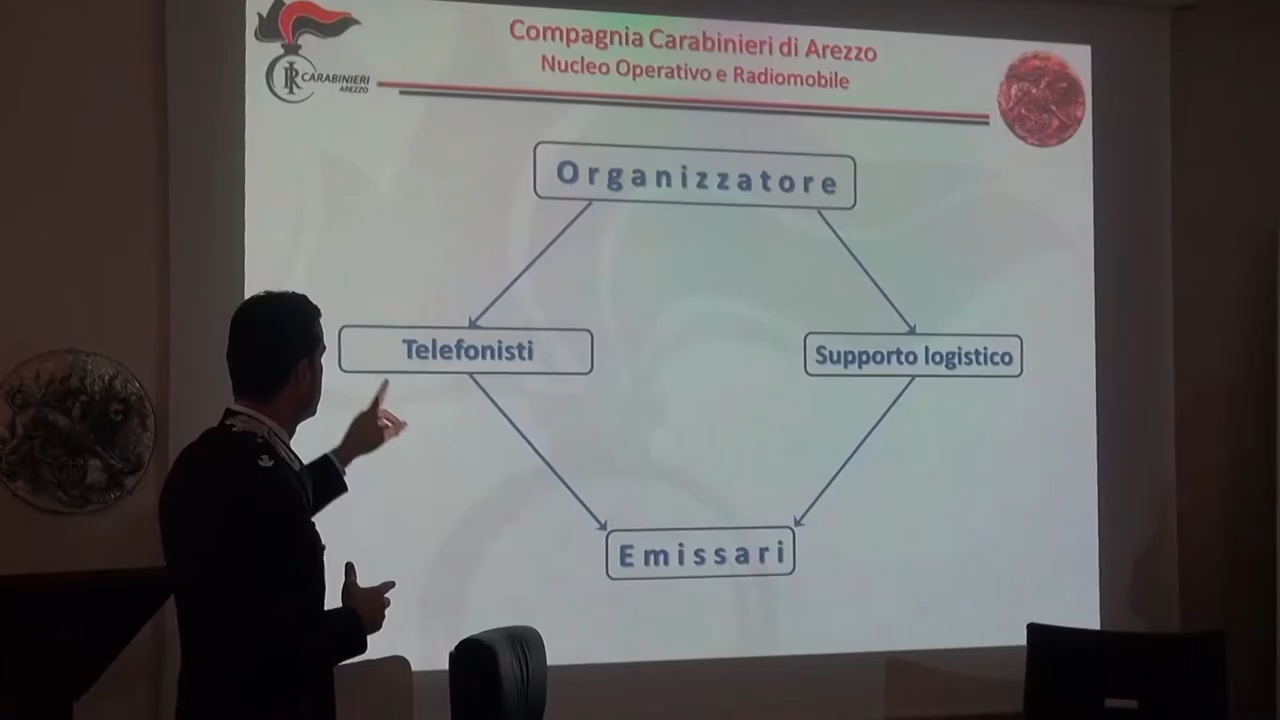 Compagnia Carabinieri di Arezzo
Nucleo Operativo e Radiomobile
CARABINIERI
AREZZO
Organizzatore
Telefonisti
Supporto logistico
Emissari